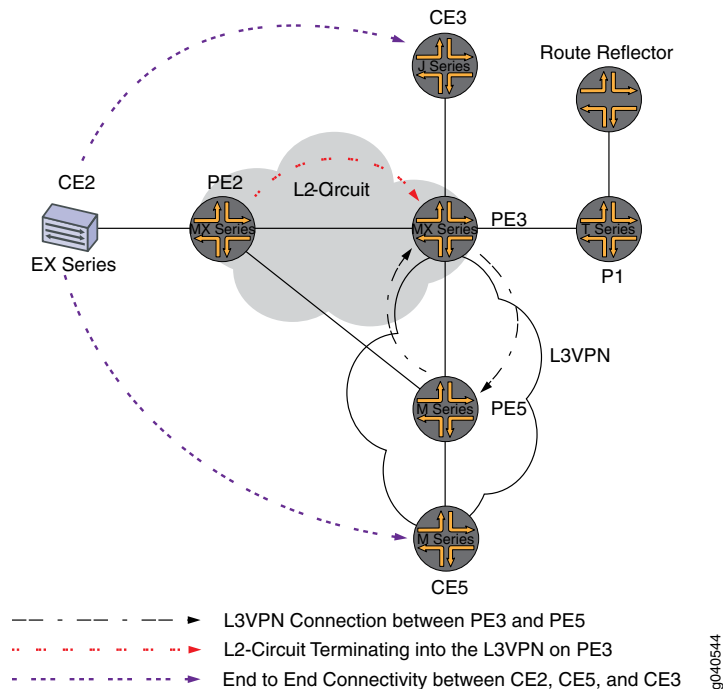 CE3
J Series
Route Reflector
CE2
PE2
L2-Circuit
MX Series
MX Series
PE3
T Series
EX Series
P1
L3VPN
M Series
PE5
M Series
CE5
L3VPN Connection between PE3 and PE5
L2-Circuit Terminating into the L3VPN on PE3
End to End Connectivity between CE2, CE5, and CE3
g040544